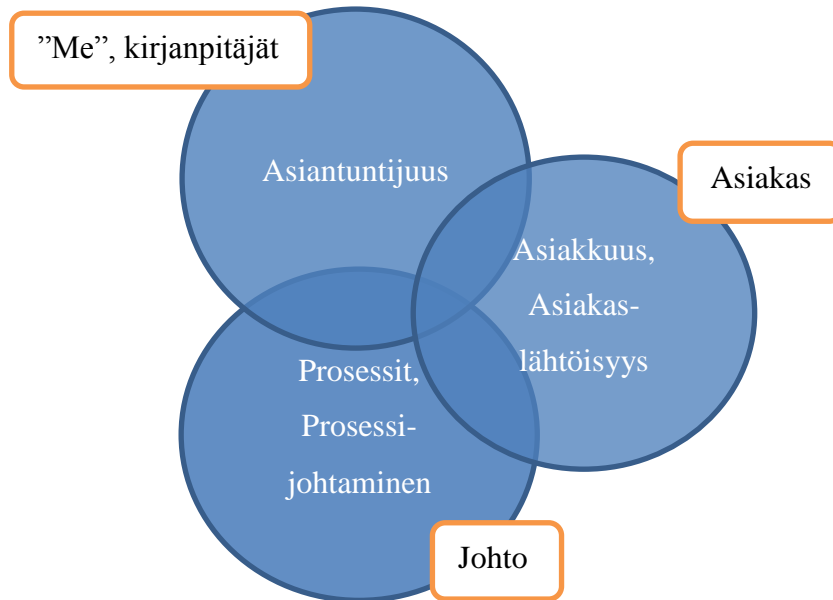 ”Me”, kirjanpitäjät
Asiantuntijuus
Asiakas
Asiakkuus,
Asiakas-
lähtöisyys
Prosessit,
Prosessi-
johtaminen
Johto